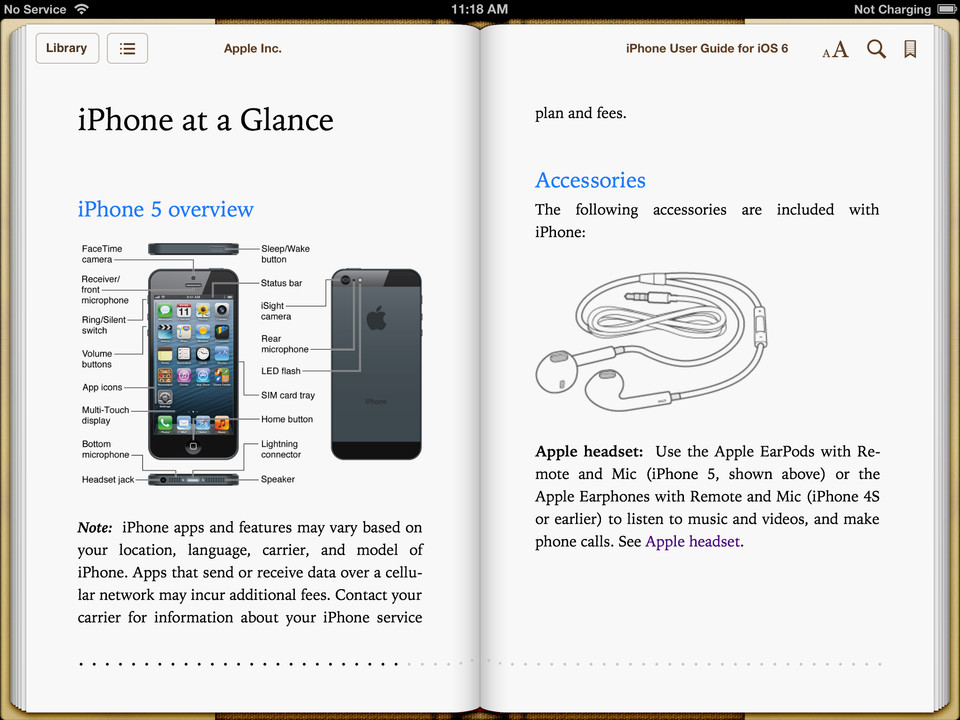 No Service
11:18 AM
Not Charging
Library
Apple Inc.
iPhone User Guide for iOS 6
AA
iPhone at a Glance
iPhone 5 overview
FaceTime
camera
Receiver/
front
microphone
Ring/Silent
switch
Volume
buttons
App icons
Multi-Touch
display
Bottom
microphone
Headset jack
Sleep/Wake
button
Status bar
iSight
camera
Rear
microphone
LED flash
SIM card tray
Home button
Lightning
connector
Speaker
iPhone
Note: iPhone apps and features may vary based on
your location, language, carrier, and model of
iPhone. Apps that send or receive data over a cellu-
lar network may incur additional fees. Contact your
carrier for information about your iPhone service
plan and fees.
Accessories
The following accessories are included with
iPhone:
Apple headset: Use the Apple EarPods with Re-
mote and Mic (iPhone 5, shown above) or the
Apple Earphones with Remote and Mic (iPhone 4S
or earlier) to listen to music and videos, and make
phone calls. See Apple headset.